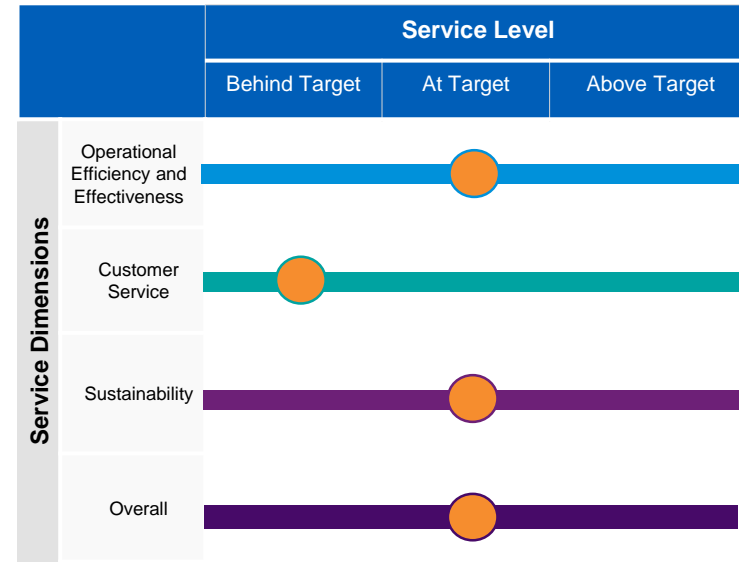 Service Level
Behind Target
At Target
Above Target
Service Dimensions
Operational
Efficiency and
Effectiveness
Customer
Service
Sustainability
Overall